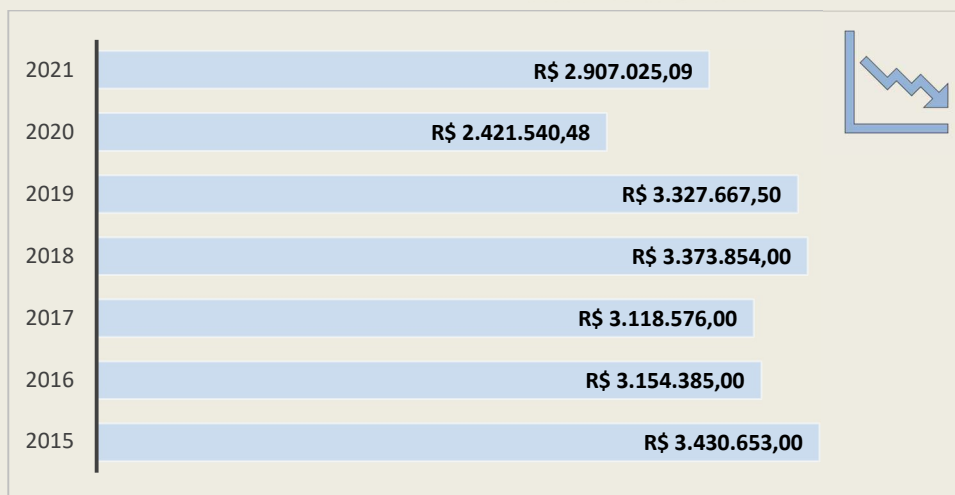 2021 R$ 2.907.025,09
2020 R$ 2.421.540,48
2019 R$ 3.327.667,50
2018 R$ 3.373.854,00
2017 R$ 3.118.576,00
2016 R$ 3.154.385,00
2015 R$ 3.430.653,00